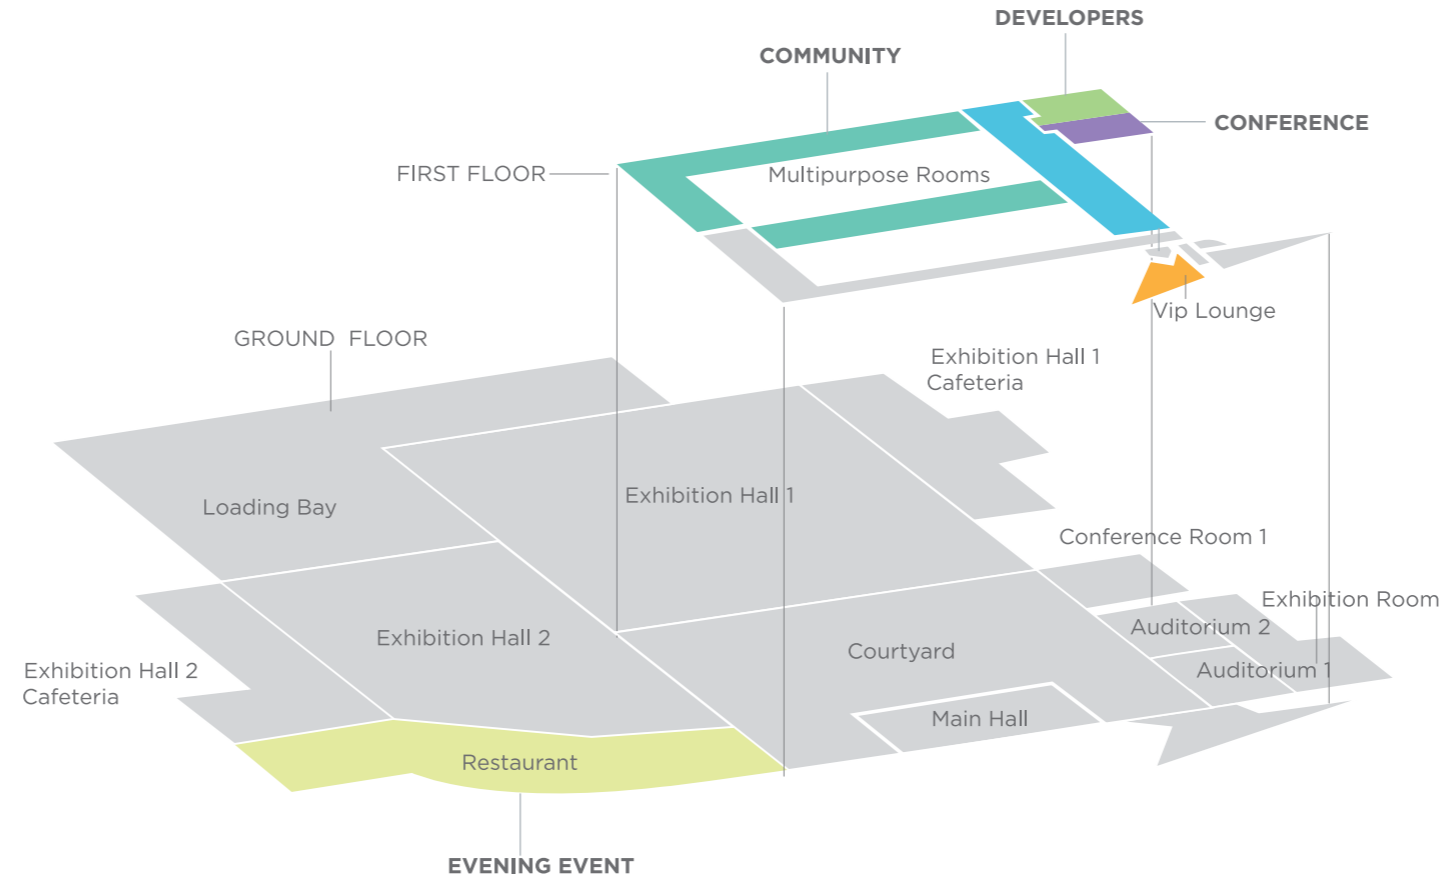 DEVELOPERS
COMMUNITY
CONFERENCE
FIRST FLOOR
Multipurpose Rooms
Vip Lounge
GROUND FLOOR
Exhibition Hall 1
Cafeteria
Loading Bay
Exhibition Hall 1
Conference Room 1
Exhibition Room
Auditorium 2
Exhibition Hall 2
Courtyard
Auditorium 1
Exhibition Hall 2
Cafeteria
Main Hall
Restaurant
EVENING EVENT